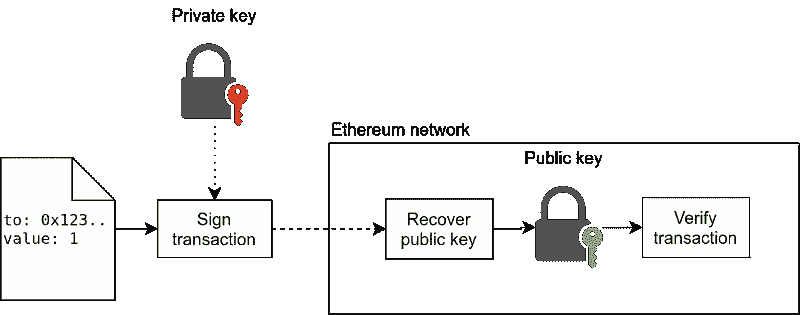 Private key
Ethereum network
Public key
to: 0x123..
value: 1
Sign
transaction
Recover
public key
Verify
transaction